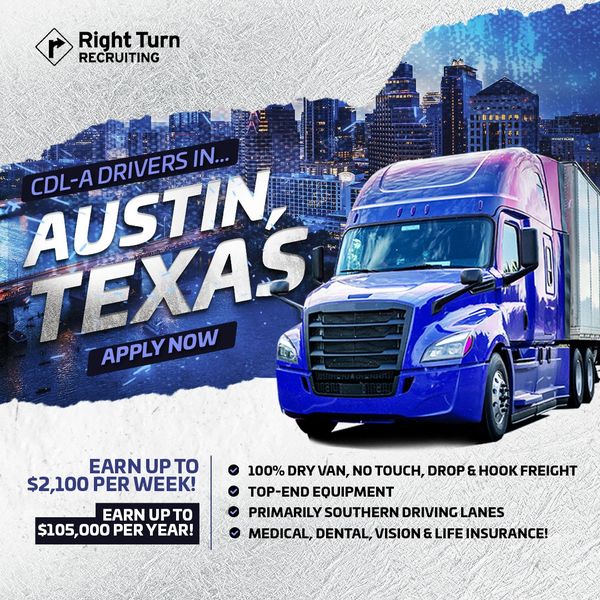 Right Turn
RECRUITING
CDL-A DRIVERS IN...
AUSTIN,
TEXAS
APPLY NOW
EARN UP TO
$2,100 PER WEEK!
EARN UP TO
$105,000 PER YEAR!
100% DRY VAN, NO TOUCH, DROP & HOOK FREIGHT
TOP-END EQUIPMENT
PRIMARILY SOUTHERN DRIVING LANES
MEDICAL, DENTAL, VISION & LIFE INSURANCE!